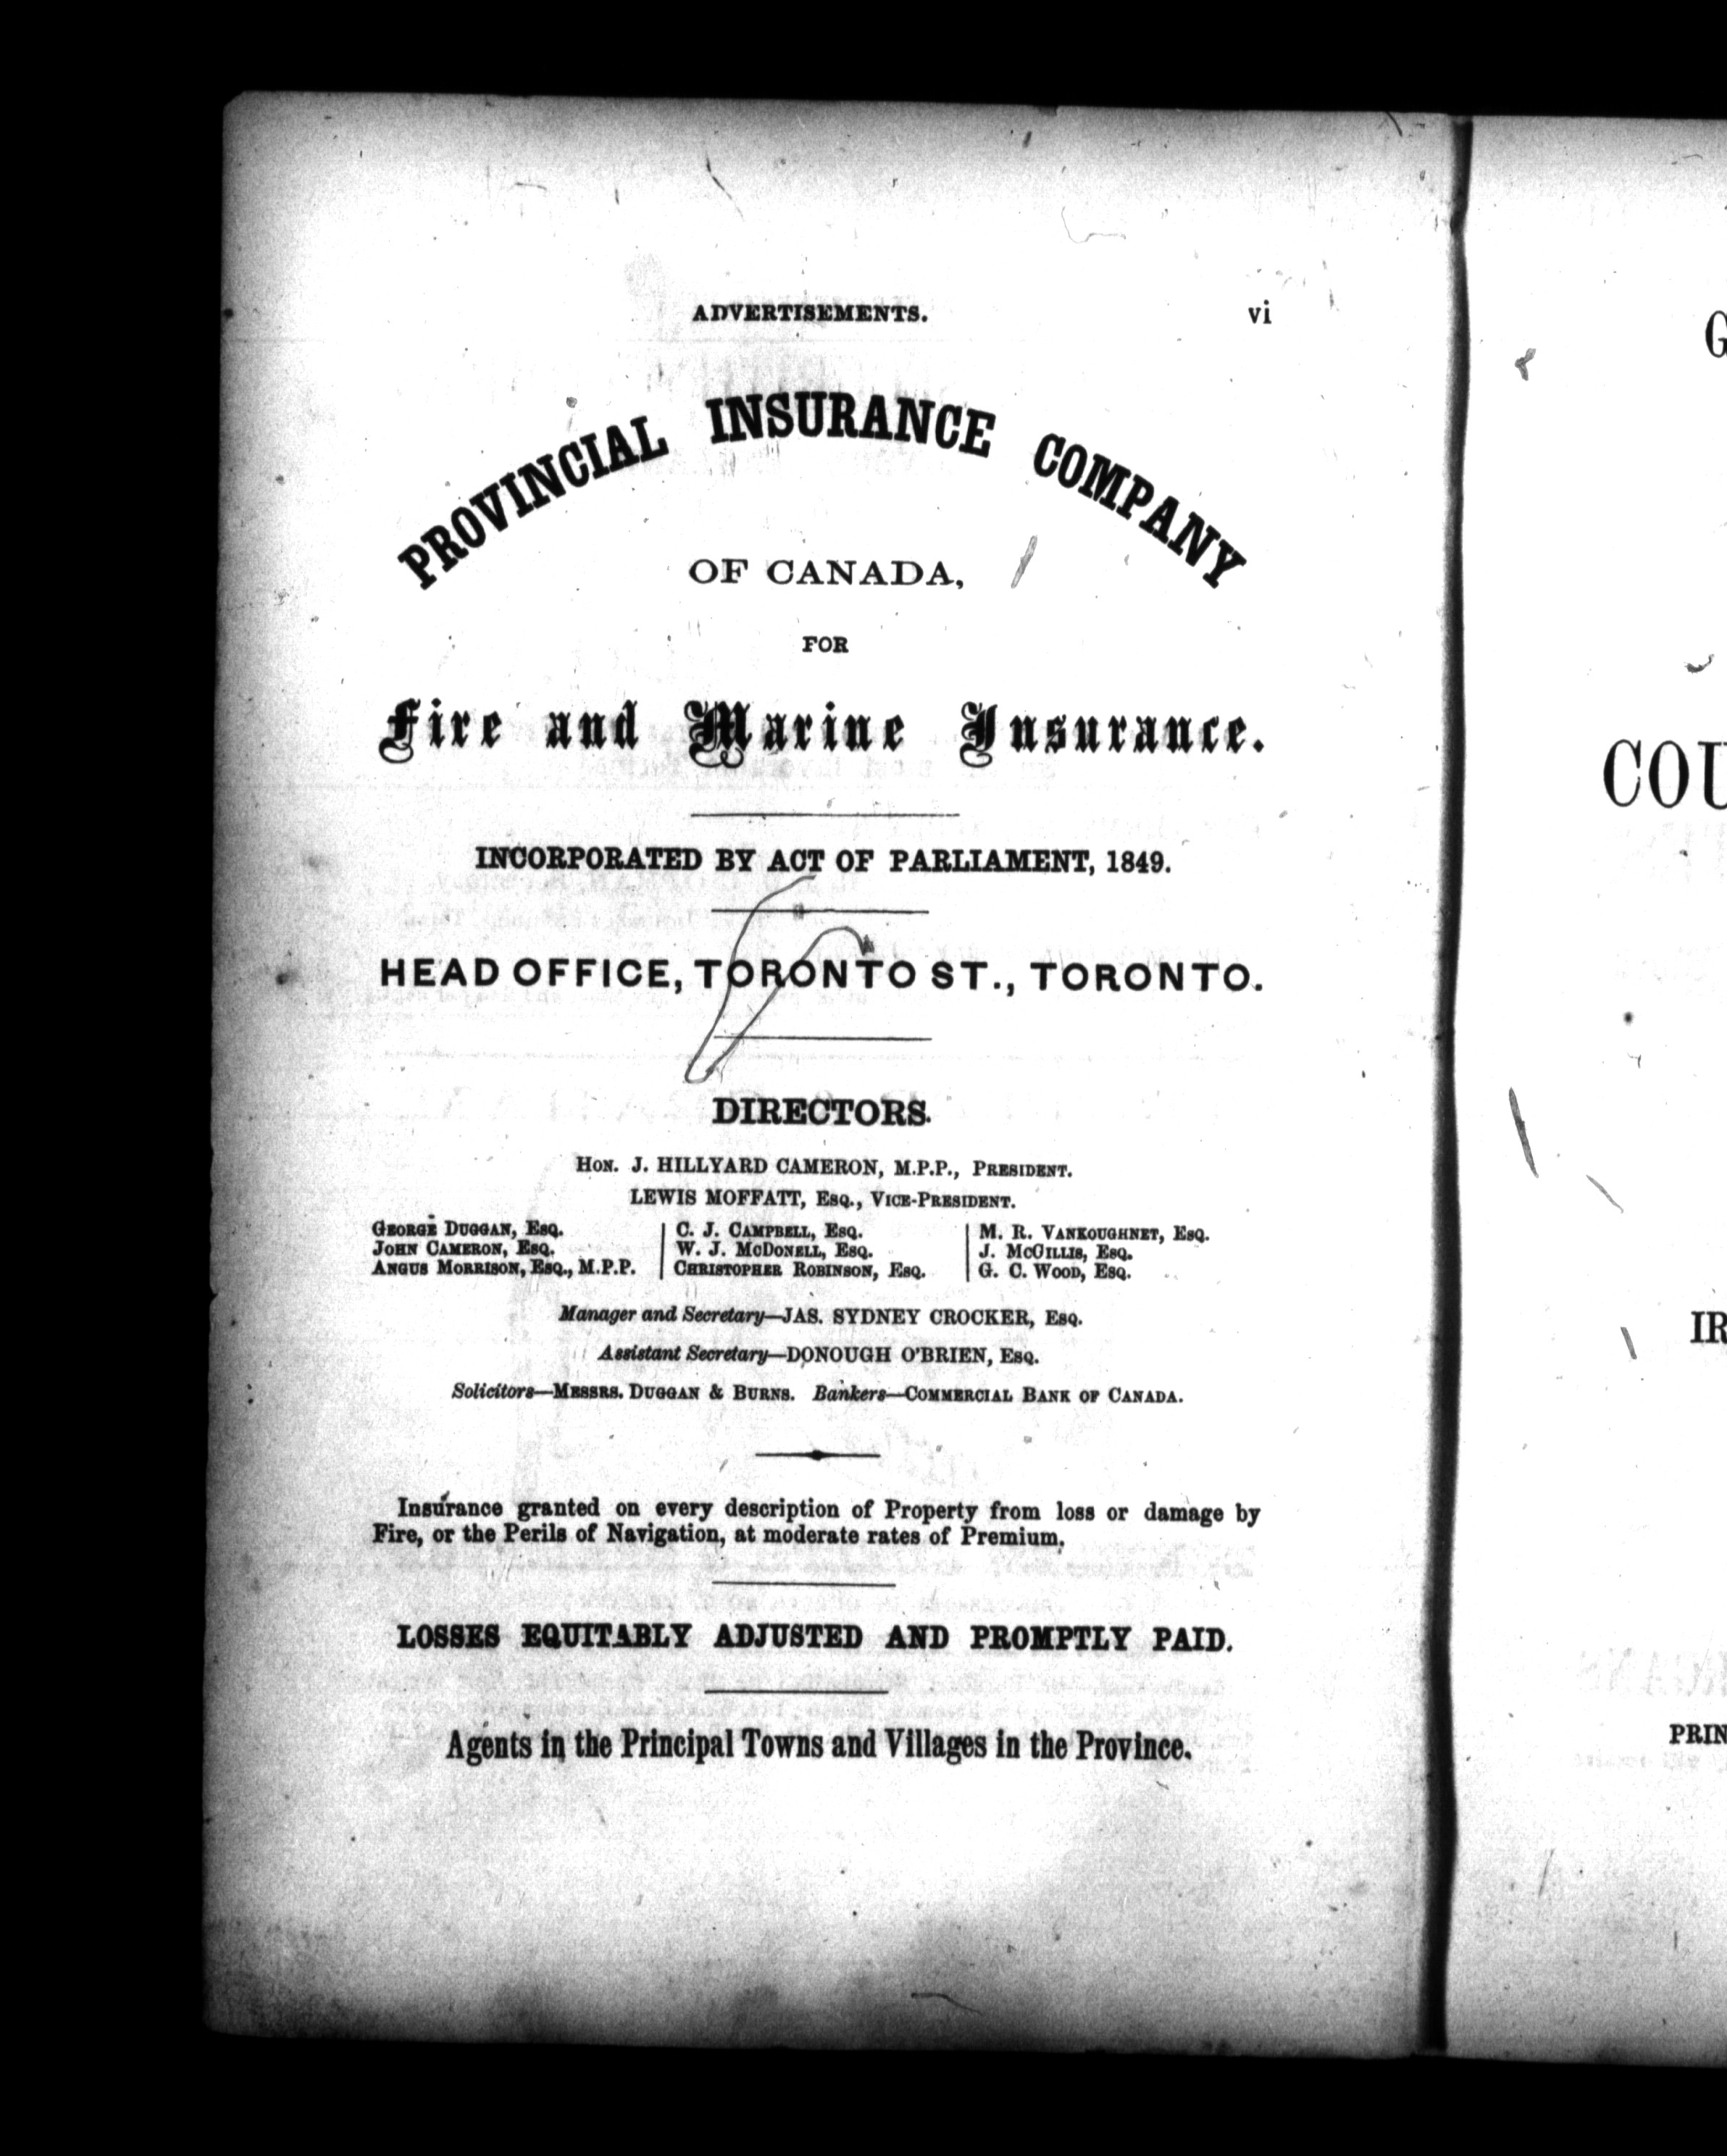 ADVERTISEMENTS. vi
PROVINCIAL INSURANCE COMPANY
OF CANADA,
FOR
Fire and Marine Insurance.
INCORPORATED BY ACT OF PARLIAMENT, 1849.
HEAD OFFICE, TORONTO ST., TORONTO.
DIRECTORS.
HON. J. HILLYARD CAMERON, M.P.P., PRESIDENT.
LEWIS MOFFATT, ESQ., VICE-PRESIDENT.
GEORGE DUGGAN, ESQ.
JOHN CAMERON, ESQ.
ANGUS MORRISON, ESQ., M.P.P.
C. J. CAMPBELL, ESQ.
W. J. MCDONELL, ESQ.
CHRISTOPHER ROBINSON, ESQ.
M. R. VANKOUGHNET, ESQ.
J. MCGILLIS, ESQ.
G. C. WOOD, ESQ.
Manager and Secretary—JAS. SYDNEY CROCKER, ESQ.
Assistant Secretary—DONOUGH O'BRIEN, ESQ.
Solicitors—MESSRS. DUGGAN & BURNS. Bankers—COMMERCIAL BANK OF CANADA.
Insurance granted on every description of Property from loss or damage by
Fire, or the Perils of Navigation, at moderate rates of Premium.
LOSSES EQUITABLY ADJUSTED AND PROMPTLY PAID.
Agents in the Principal Towns and Villages in the Province.
G
COU
IR
PRIN